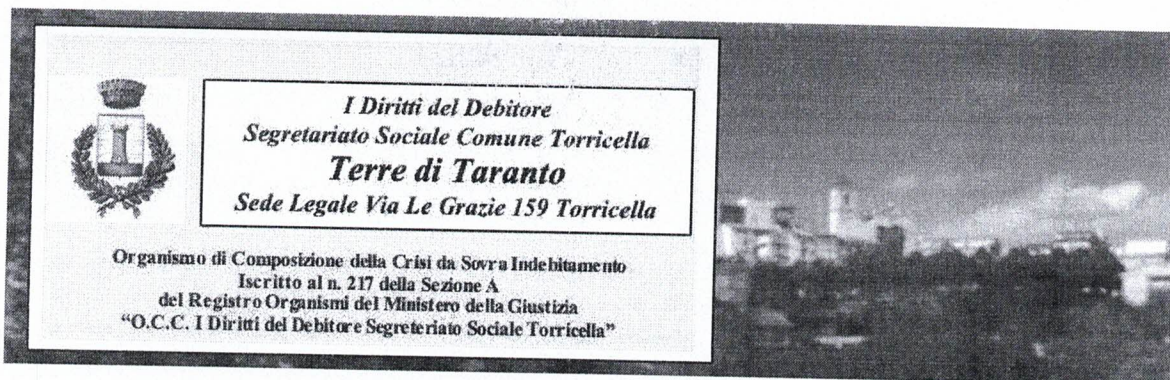 I Diritti del Debitore
Segretariato Sociale Comune Torricella
Terre di Taranto
Sede Legale Via Le Grazie 159 Torricella
Organismo di Composizione della Crisi da Sovra Indebitamento
Iscritto al n. 217 della Sezione A
del Registro Organismi del Ministero della Giustizia
“O.C.C. I Diritti del Debitore Segreteriato Sociale Torricella”